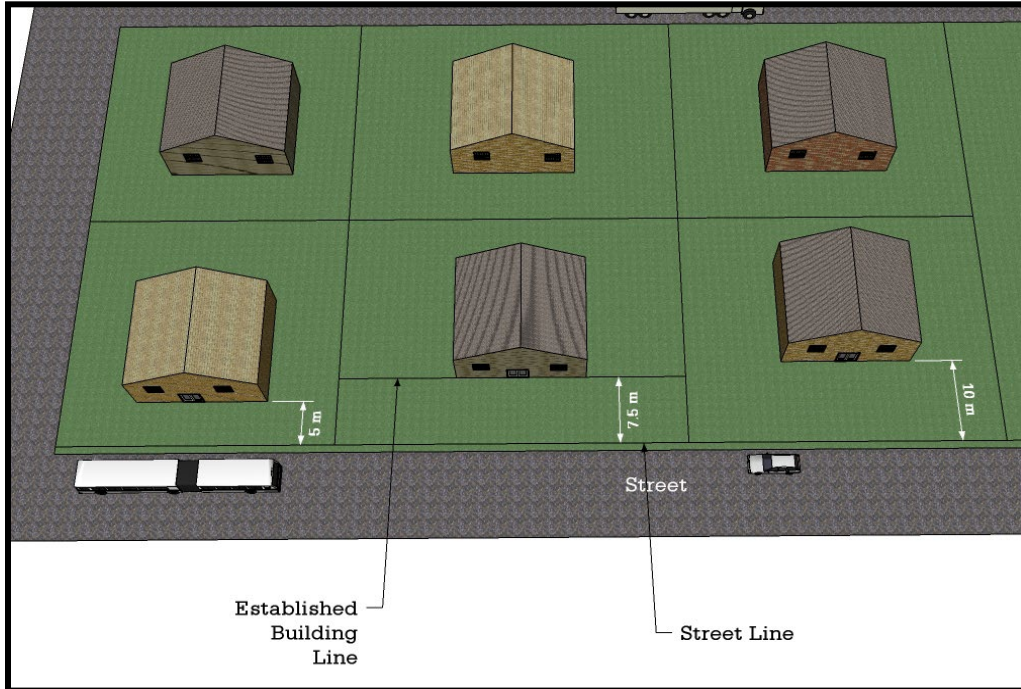 5 m
7.5 m
10 m
Street
Established
Building
Line
Street Line